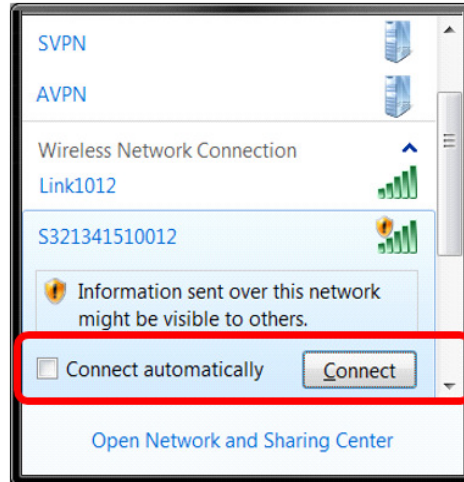 SVPN
AVPN
Wireless Network Connection
Link1012
S321341510012
Information sent over this network
might be visible to others.
Connect automatically
Connect
Open Network and Sharing Center